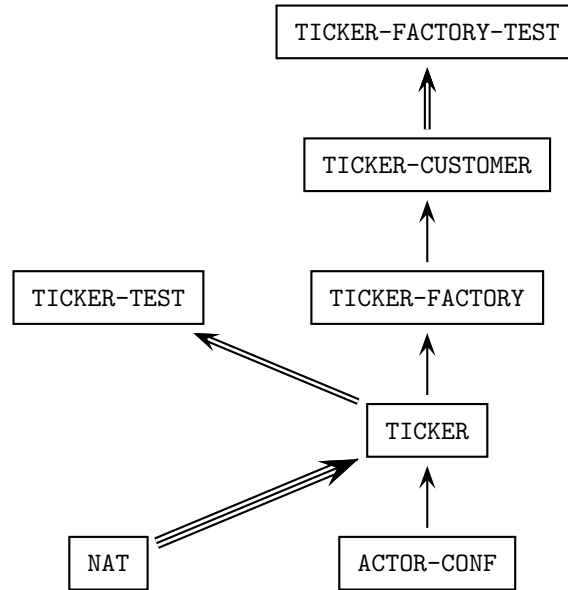 TICKER-FACTORY-TEST
TICKER-CUSTOMER
TICKER-TEST
TICKER-FACTORY
TICKER
NAT
ACTOR-CONF